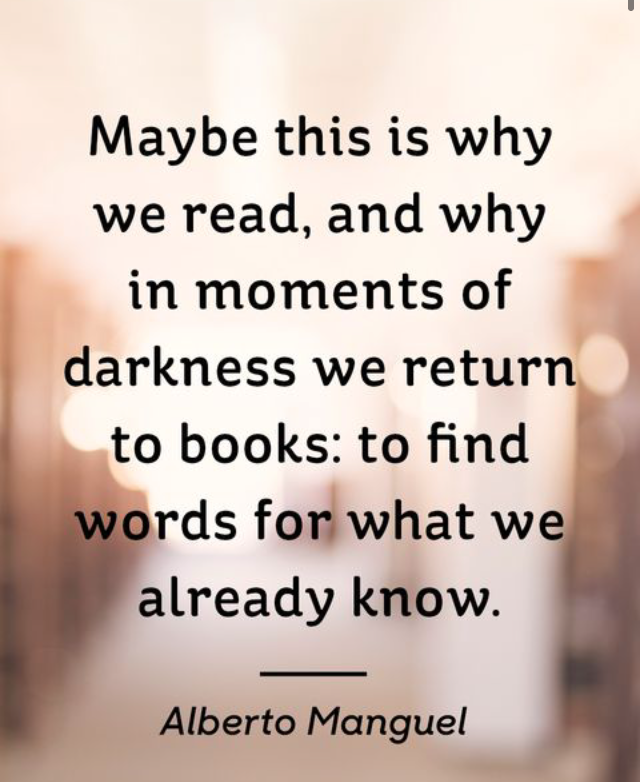 Maybe this is why
we read, and why
in moments of
darkness we return
to books: to find
words for what we
already know.
Alberto Manguel